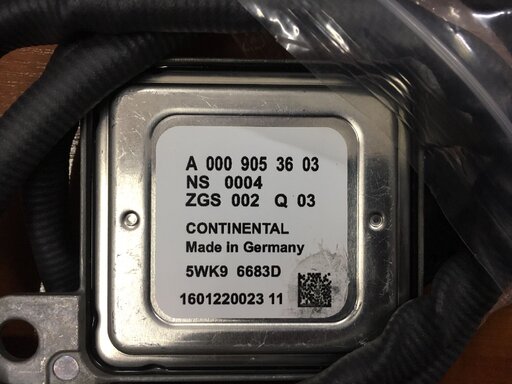 A 000 905 36 03
NS 0004
ZGS 002 Q 03
CONTINENTAL
Made in Germany
5WK9 6683D
1601220023 11